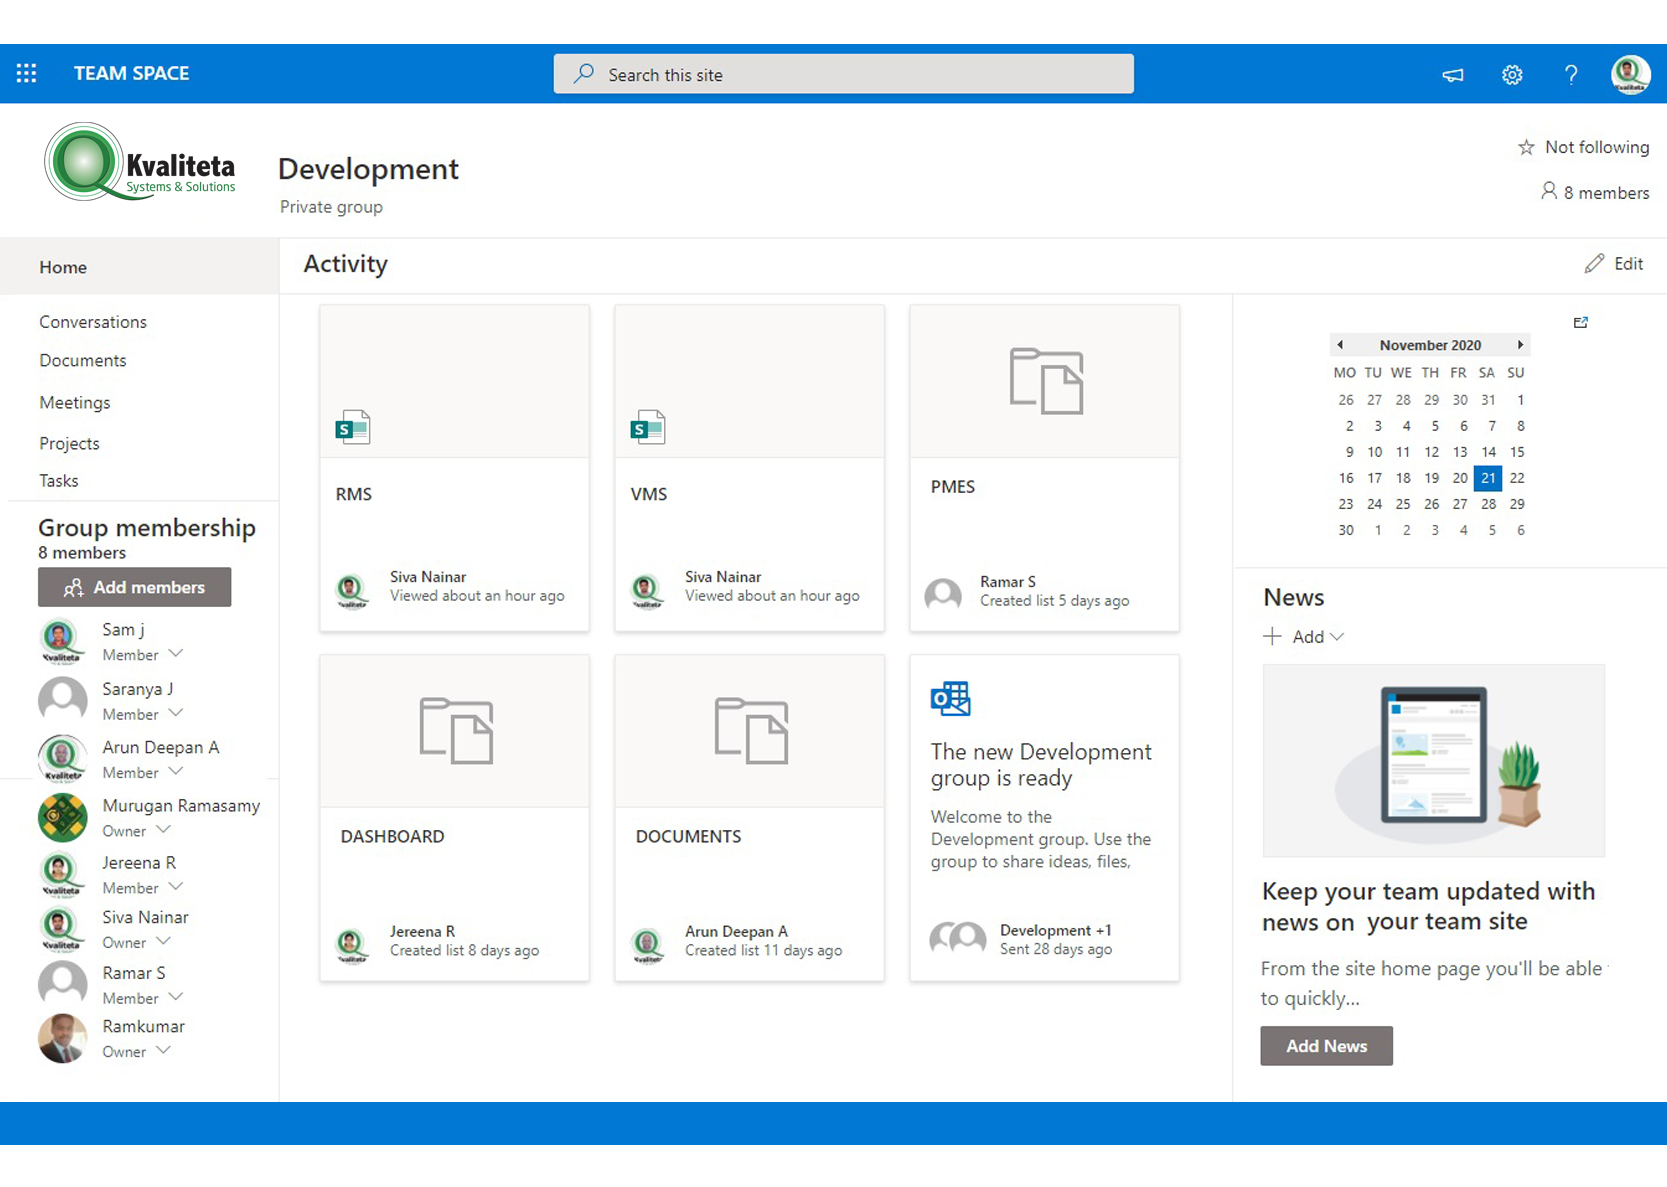 TEAM SPACE
Search this site
Kvaliteta
Systems & Solutions
Development
Private group
Not following
8 members
Home
Conversations
Documents
Meetings
Projects
Tasks
Group membership
8 members
Add members
Sam j
Member
Saranya J
Member
Arun Deepan A
Member
Murugan Ramasamy
Owner
Jereena R
Member
Siva Nainar
Owner
Ramar S
Member
Ramkumar
Owner
Activity
Edit
RMS
Siva Nainar
Viewed about an hour ago
VMS
Siva Nainar
Viewed about an hour ago
PMES
Ramar S
Created list 5 days ago
DASHBOARD
Jereena R
Created list 8 days ago
DOCUMENTS
Arun Deepan A
Created list 11 days ago
The new Development
group is ready
Welcome to the
Development group. Use the
group to share ideas, files,
Development +1
Sent 28 days ago
November 2020
MO TU WE TH FR SA SU
26 27 28 29 30 31 1
2 3 4 5 6 7 8
9 10 11 12 13 14 15
16 17 18 19 20 21 22
23 24 25 26 27 28 29
30 1 2 3 4 5 6
News
Add
Keep your team updated with
news on your team site
From the site home page you'll be able
to quickly...
Add News